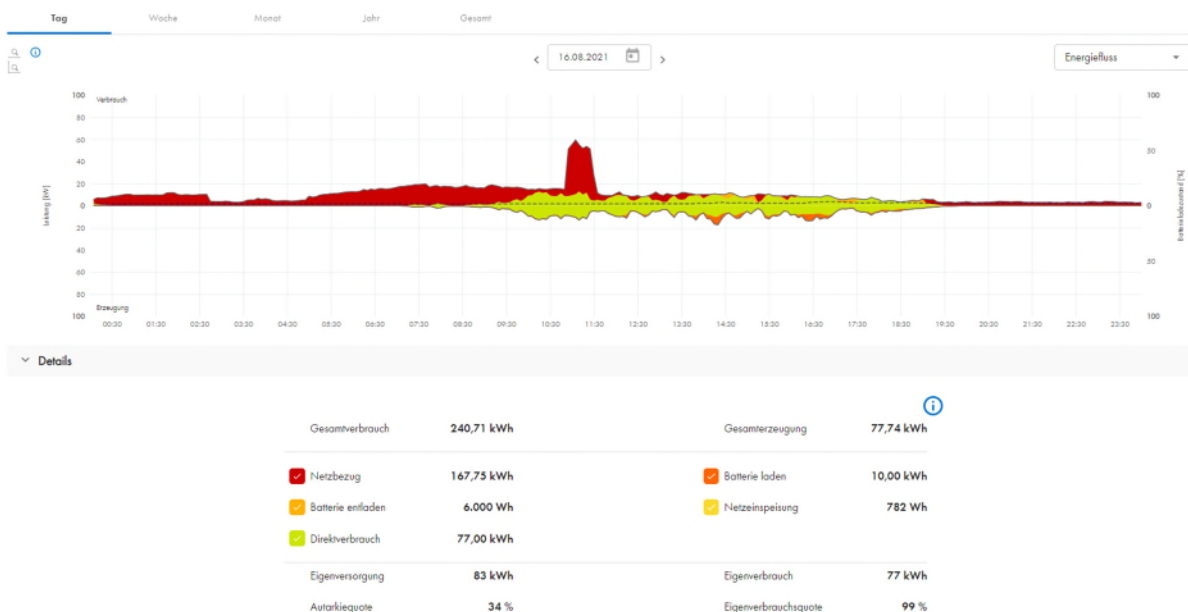 Tag Woche Monat Jahr Gesamt
16.08.2021
Energiefluss
100 Verbrauch 100
80
60
50
40
20
0 0
20
40
50
60
80
Erzeugung
100 100
Leistung [kW]
Batterieladezustand [%]
00:30 01:30 02:30 03:30 04:30 05:30 06:30 07:30 08:30 09:30 10:30 11:30 12:30 13:30 14:30 15:30 16:30 17:30 18:30 19:30 20:30 21:30 22:30 23:30
Details
Gesamtverbrauch 240,71 kWh Gesamterzeugung 77,74 kWh
Netzbezug 167,75 kWh Batterie laden 10,00 kWh
Batterie entladen 6.000 Wh Netzeinspeisung 782 Wh
Direktverbrauch 77,00 kWh
Eigenversorgung 83 kWh Eigenverbrauch 77 kWh
Autarkiequote 34 % Eigenverbrauchsquote 99 %